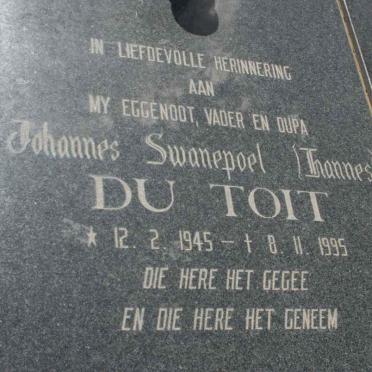 IN LIEFDEVOLLE HERINNERING
AAN
MY EGGENOOT, VADER EN OUPA
Johannes Swanepoel (Hannes)
DU TOIT
★ 12. 2. 1945 – † 8. 11. 1995
DIE HERE HET GEGEE
EN DIE HERE HET GENEEM